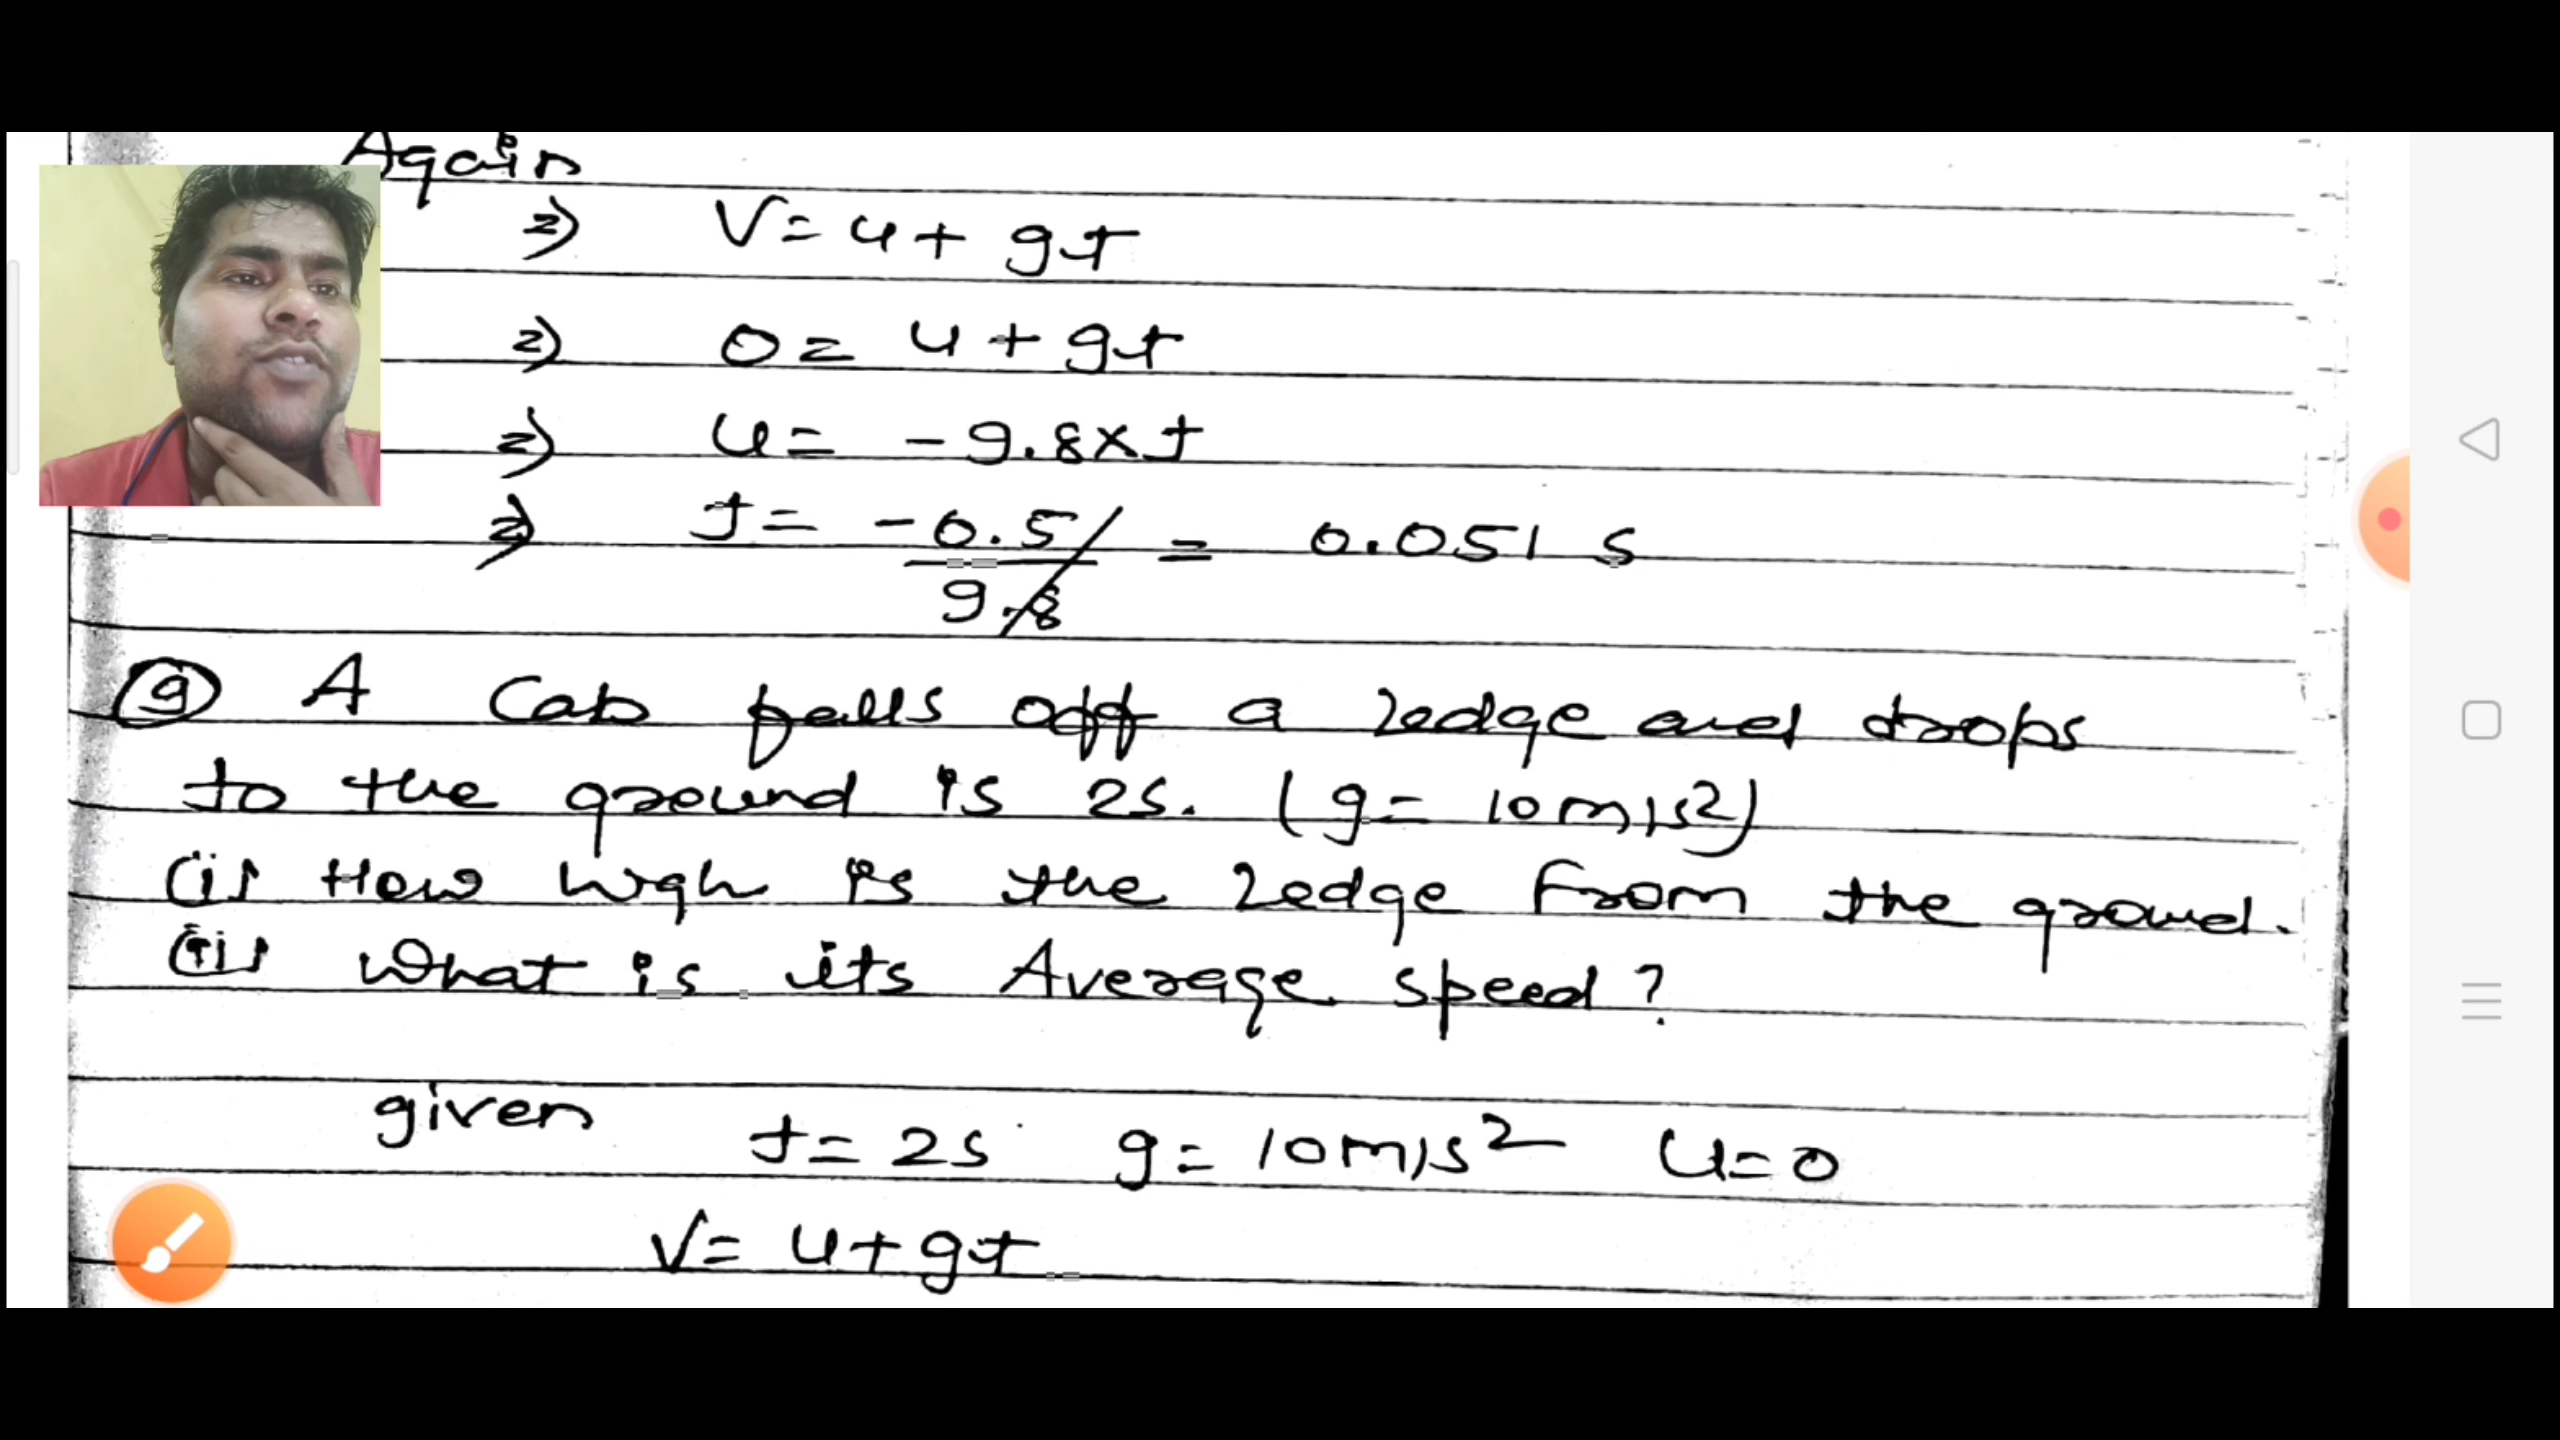 Again
⇒ V = u + gt
⇒ 0 = u + gt
⇒ u = -9.8 x t
⇒ t = -0.5/9.8 = 0.051 s
⑨ A Cab falls off a ledge and drops
to the ground is 2s. (g = 10 m/s²)
(i) How high is the ledge from the ground.
(ii) What is its Average speed?
given t = 2s g = 10 m/s² u = 0
V = u + gt